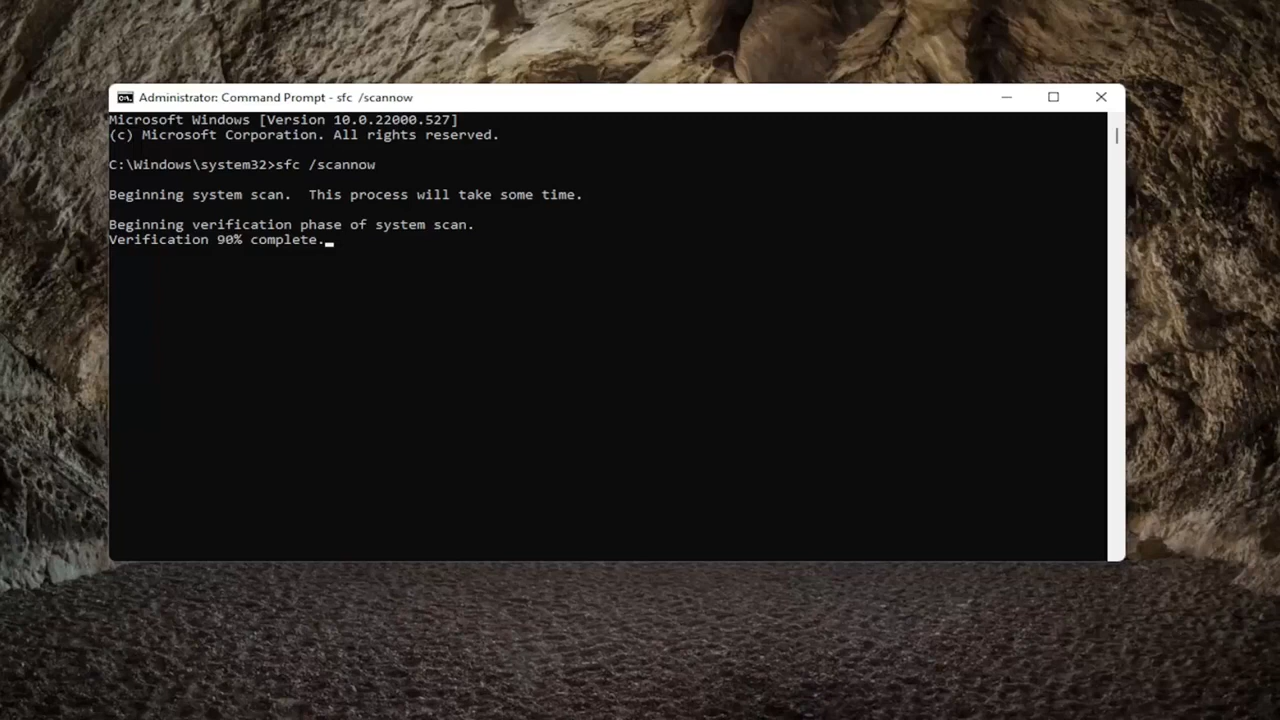 Administrator: Command Prompt - sfc  /scannow
Microsoft Windows [Version 10.0.22000.527]
(c) Microsoft Corporation. All rights reserved.
C:\Windows\system32>sfc /scannow
Beginning system scan.  This process will take some time.
Beginning verification phase of system scan.
Verification 90% complete.